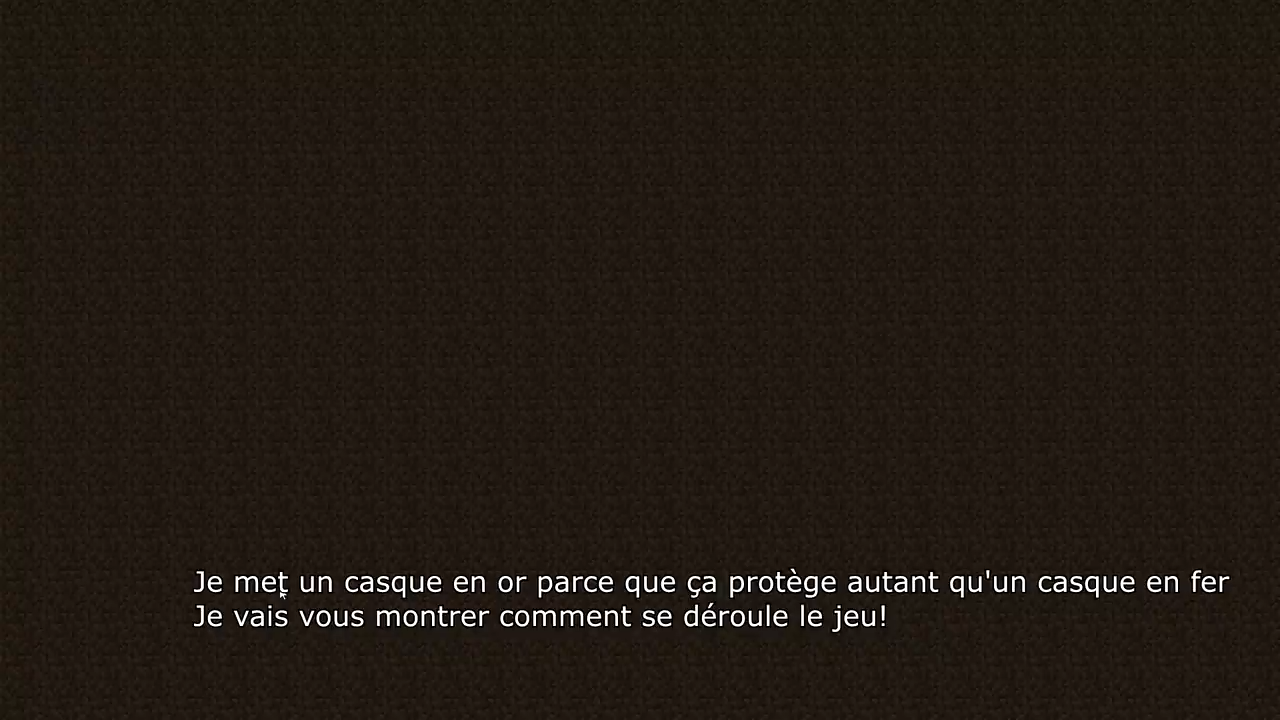 Je met un casque en or parce que ça protège autant qu'un casque en fer
Je vais vous montrer comment se déroule le jeu!